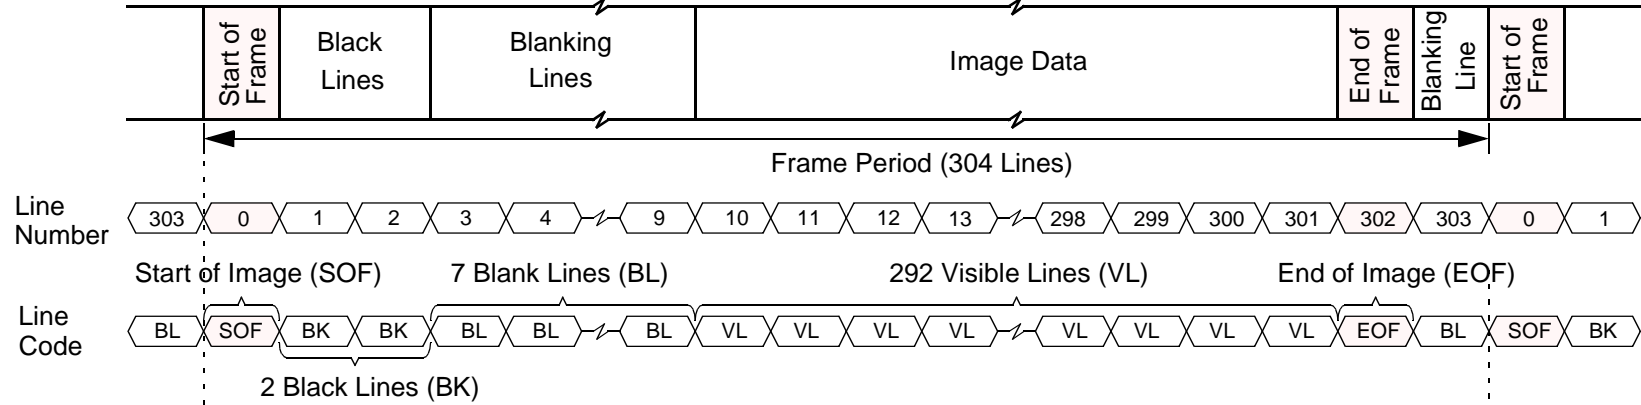 Start of Frame
Black Lines
Blanking Lines
Image Data
End of Frame
Blanking Line
Start of Frame
Frame Period (304 Lines)
Line Number
303 0 1 2 3 4 9 10 11 12 13 298 299 300 301 302 303 0 1
Start of Image (SOF) 7 Blank Lines (BL) 292 Visible Lines (VL) End of Image (EOF)
Line Code
BL SOF BK BK BL BL BL VL VL VL VL VL VL VL VL EOF BL SOF BK
2 Black Lines (BK)